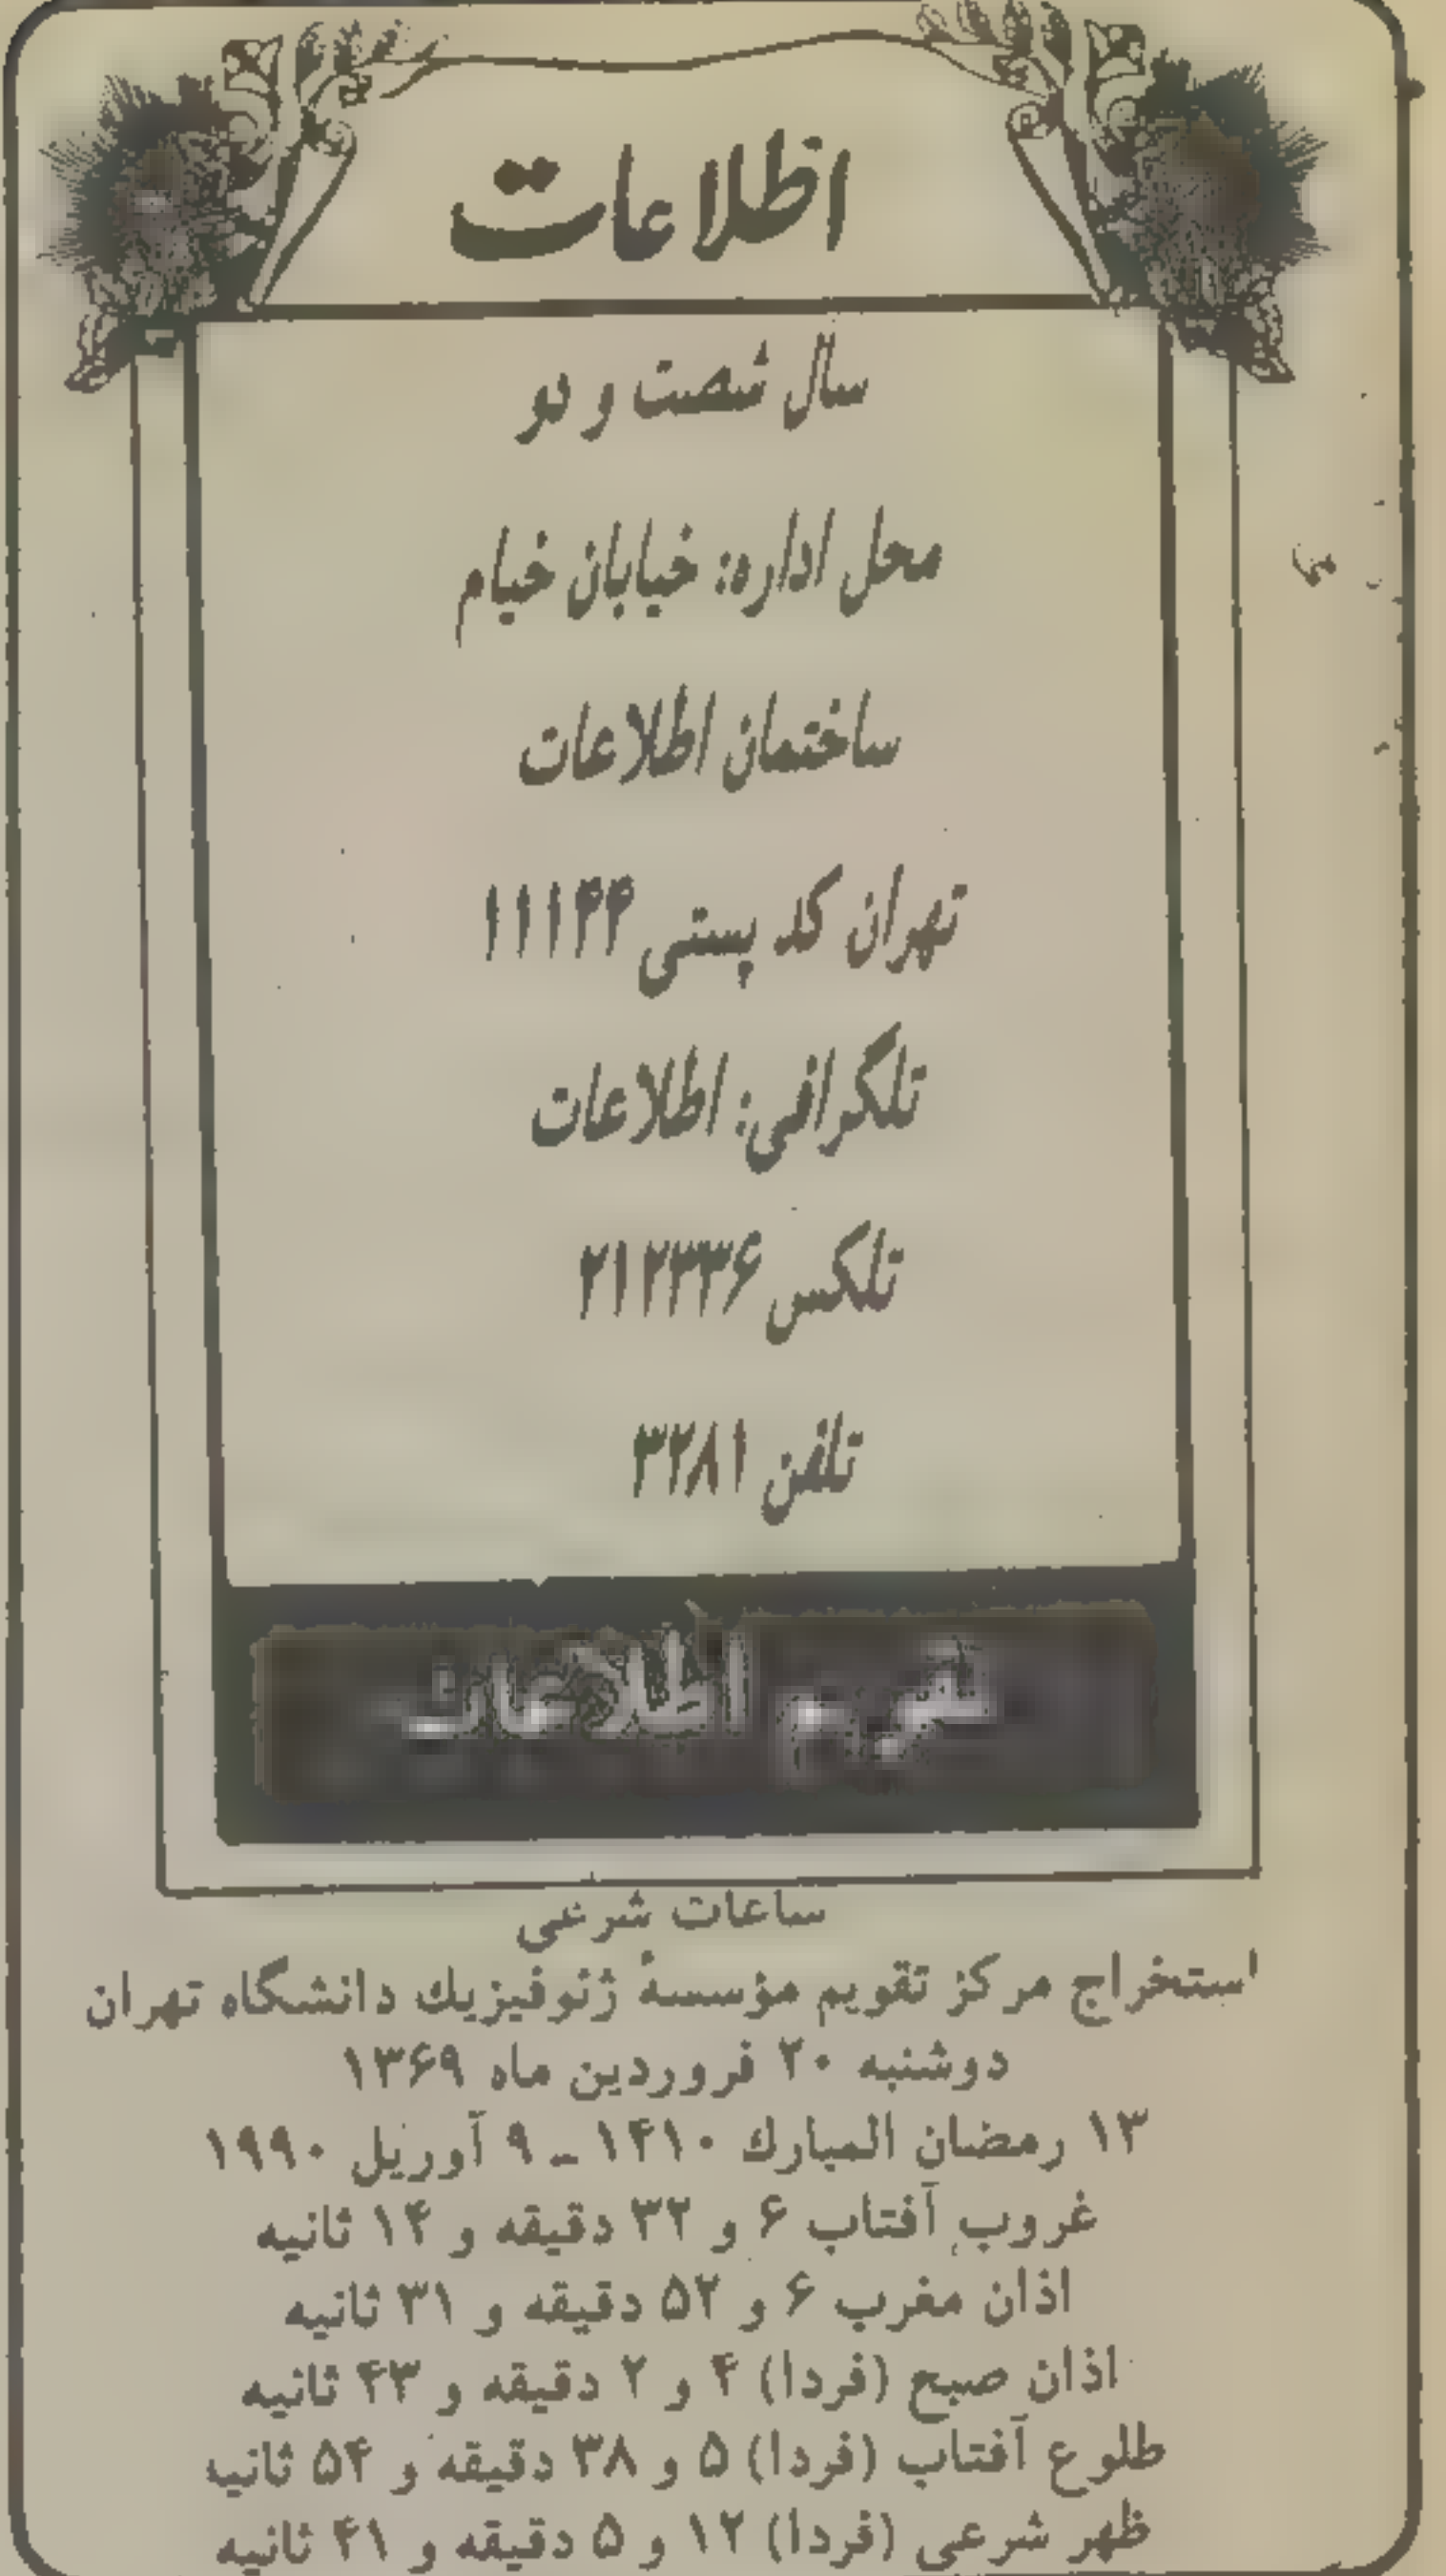 اطلاعات
سال شصت و دو
محل اداره: خیابان خیام
ساختمان اطلاعات
تهران کد پستی ۱۱۱۴۴
تلگرافی: اطلاعات
تلکس ۲۱۲۳۳۶
تلفن ۳۲۸۱
تقویم اطلاعات
ساعات شرعی
استخراج مرکز تقویم مؤسسهٔ ژئوفیزیك دانشگاه تهران
دوشنبه ۲۰ فروردین ماه ۱۳۶۹
۱۳ رمضان المبارك ۱۴۱۰ ـ ۹ آوریل ۱۹۹۰
غروب آفتاب ۶ و ۳۲ دقیقه و ۱۴ ثانیه
اذان مغرب ۶ و ۵۲ دقیقه و ۳۱ ثانیه
اذان صبح (فردا) ۴ و ۲ دقیقه و ۴۳ ثانیه
طلوع آفتاب (فردا) ۵ و ۳۸ دقیقه و ۵۴ ثانیه
ظهر شرعی (فردا) ۱۲ و ۵ دقیقه و ۴۱ ثانیه